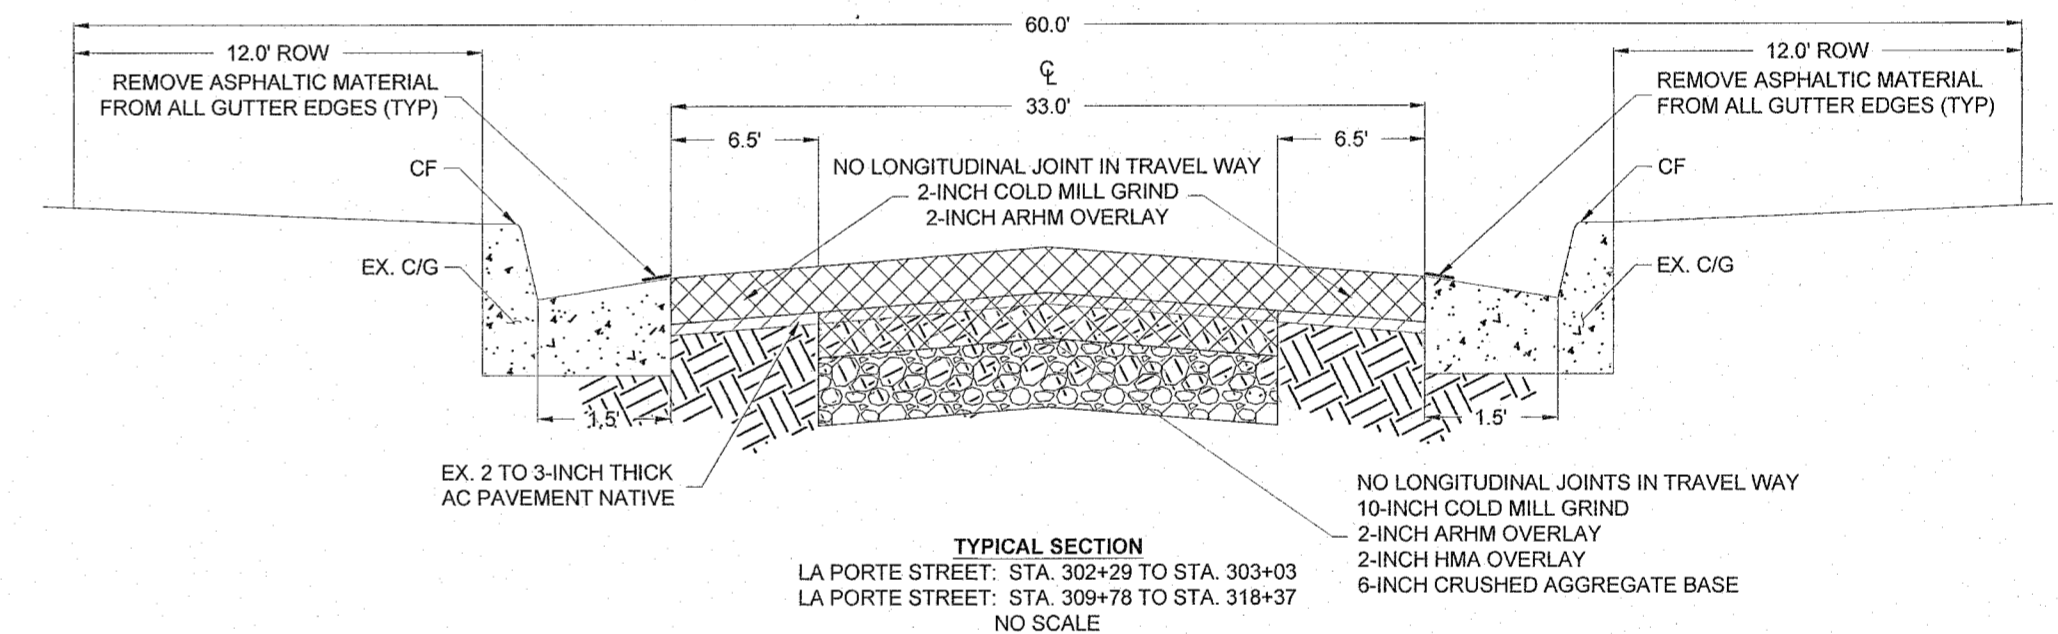 60.0'
12.0' ROW
12.0' ROW
REMOVE ASPHALTIC MATERIAL
FROM ALL GUTTER EDGES (TYP)
REMOVE ASPHALTIC MATERIAL
FROM ALL GUTTER EDGES (TYP)
℄
33.0'
6.5'
6.5'
CF
CF
NO LONGITUDINAL JOINT IN TRAVEL WAY
2-INCH COLD MILL GRIND
2-INCH ARHM OVERLAY
EX. C/G
EX. C/G
1.5'
1.5'
EX. 2 TO 3-INCH THICK
AC PAVEMENT NATIVE
NO LONGITUDINAL JOINTS IN TRAVEL WAY
10-INCH COLD MILL GRIND
2-INCH ARHM OVERLAY
2-INCH HMA OVERLAY
6-INCH CRUSHED AGGREGATE BASE
TYPICAL SECTION
LA PORTE STREET: STA. 302+29 TO STA. 303+03
LA PORTE STREET: STA. 309+78 TO STA. 318+37
NO SCALE